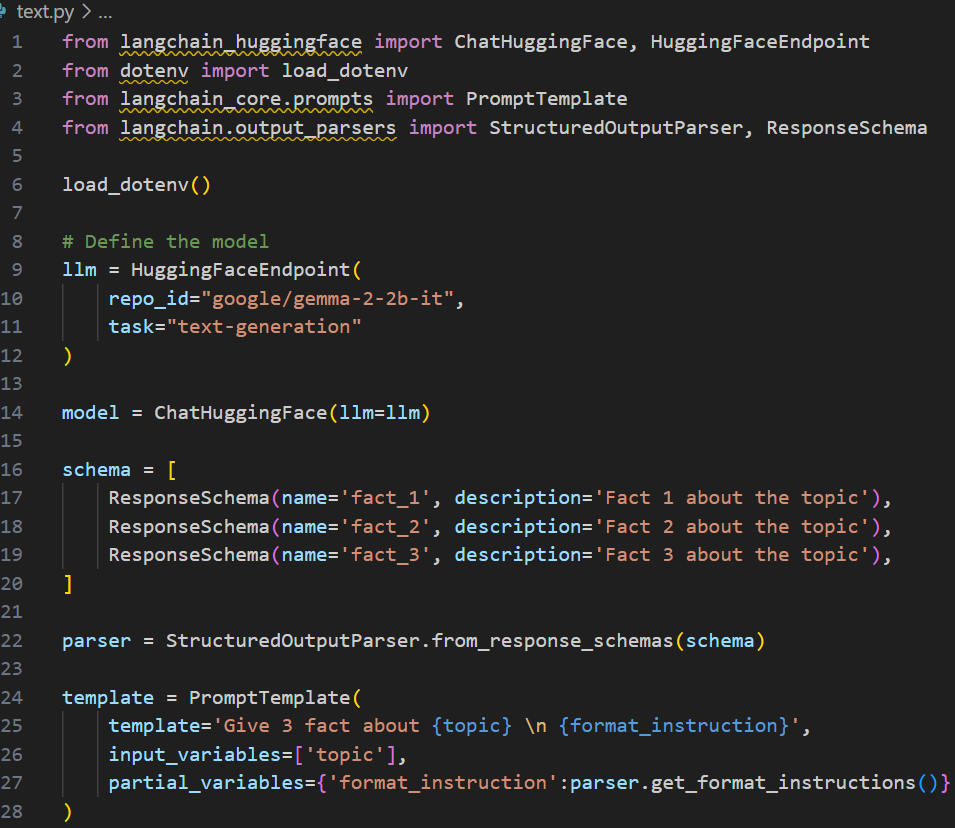 text.py > ...
1 from langchain_huggingface import ChatHuggingFace, HuggingFaceEndpoint
2 from dotenv import load_dotenv
3 from langchain_core.prompts import PromptTemplate
4 from langchain.output_parsers import StructuredOutputParser, ResponseSchema
5
6 load_dotenv()
7
8 # Define the model
9 llm = HuggingFaceEndpoint(
10     repo_id="google/gemma-2-2b-it",
11     task="text-generation"
12 )
13
14 model = ChatHuggingFace(llm=llm)
15
16 schema = [
17     ResponseSchema(name='fact_1', description='Fact 1 about the topic'),
18     ResponseSchema(name='fact_2', description='Fact 2 about the topic'),
19     ResponseSchema(name='fact_3', description='Fact 3 about the topic'),
20 ]
21
22 parser = StructuredOutputParser.from_response_schemas(schema)
23
24 template = PromptTemplate(
25     template='Give 3 fact about {topic} \n {format_instruction}',
26     input_variables=['topic'],
27     partial_variables={'format_instruction':parser.get_format_instructions()}
28 )